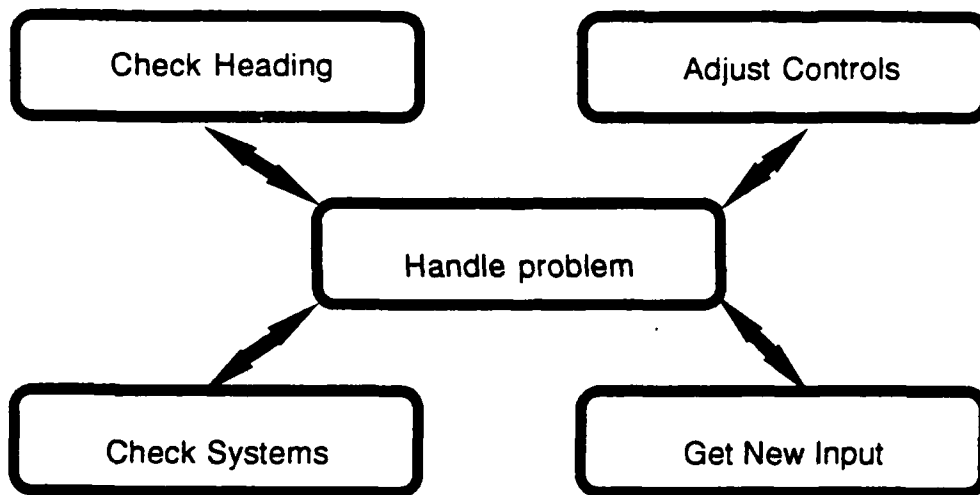 Check Heading
Adjust Controls
Handle problem
Check Systems
Get New Input